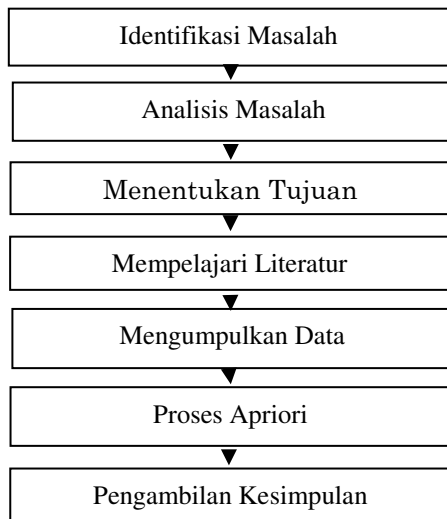 Identifikasi Masalah
Analisis Masalah
Menentukan Tujuan
Mempelajari Literatur
Mengumpulkan Data
Proses Apriori
Pengambilan Kesimpulan